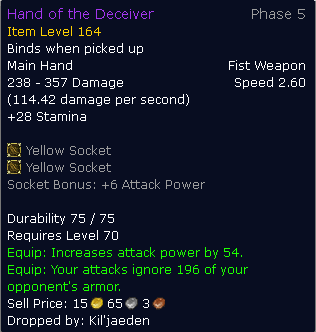 Hand of the Deceiver Phase 5
Item Level 164
Binds when picked up
Main Hand Fist Weapon
238 - 357 Damage Speed 2.60
(114.42 damage per second)
+28 Stamina
Yellow Socket
Yellow Socket
Socket Bonus: +6 Attack Power
Durability 75 / 75
Requires Level 70
Equip: Increases attack power by 54.
Equip: Your attacks ignore 196 of your
opponent's armor.
Sell Price: 15 65 3
Dropped by: Kil'jaeden